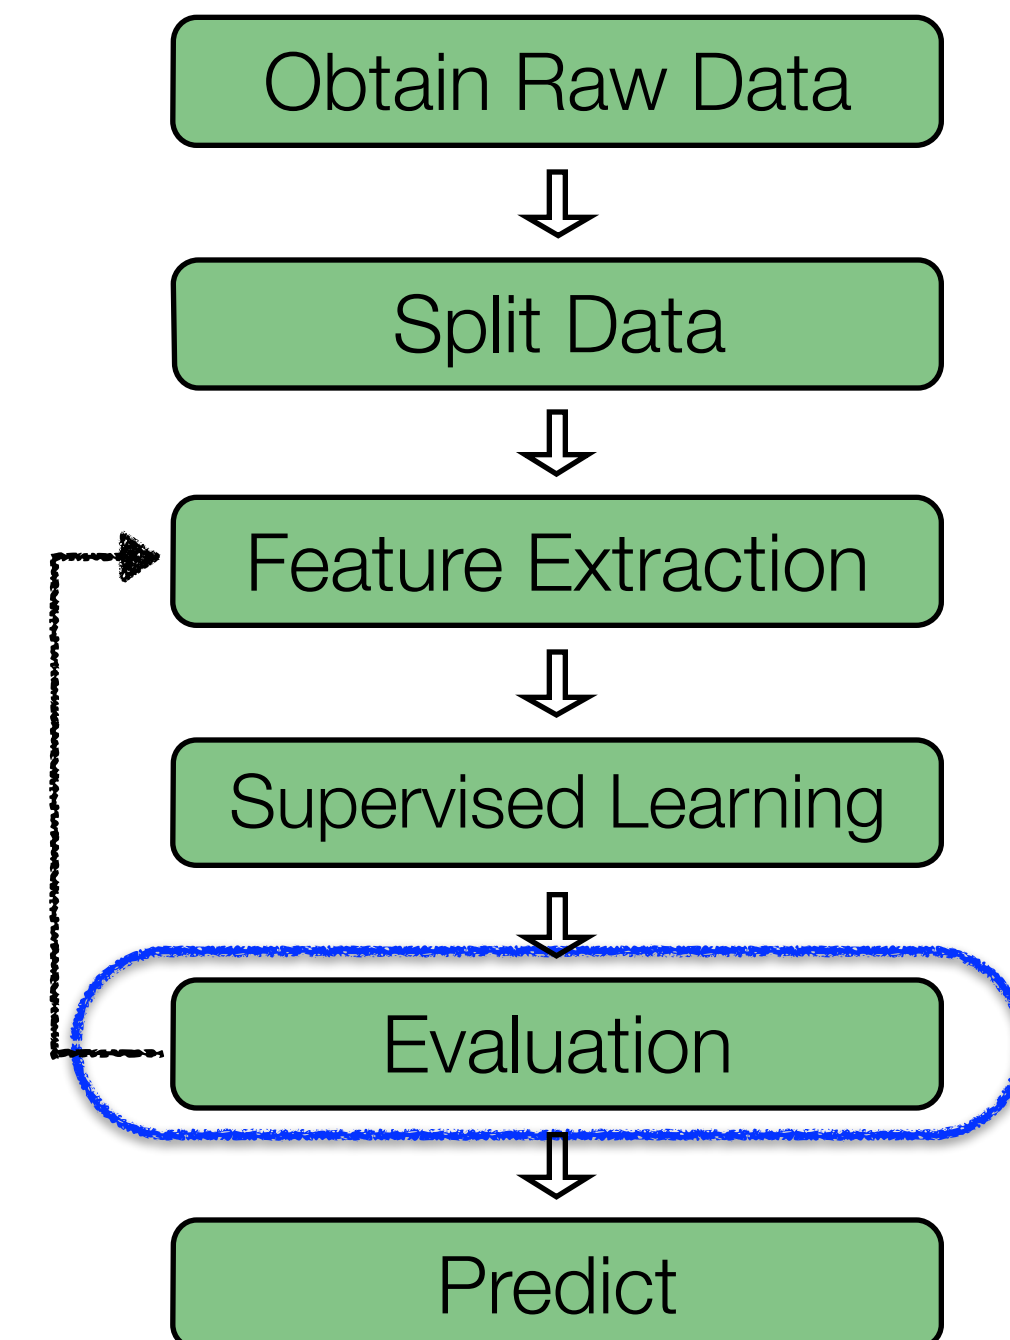 Obtain Raw Data
Split Data
Feature Extraction
Supervised Learning
Evaluation
Predict